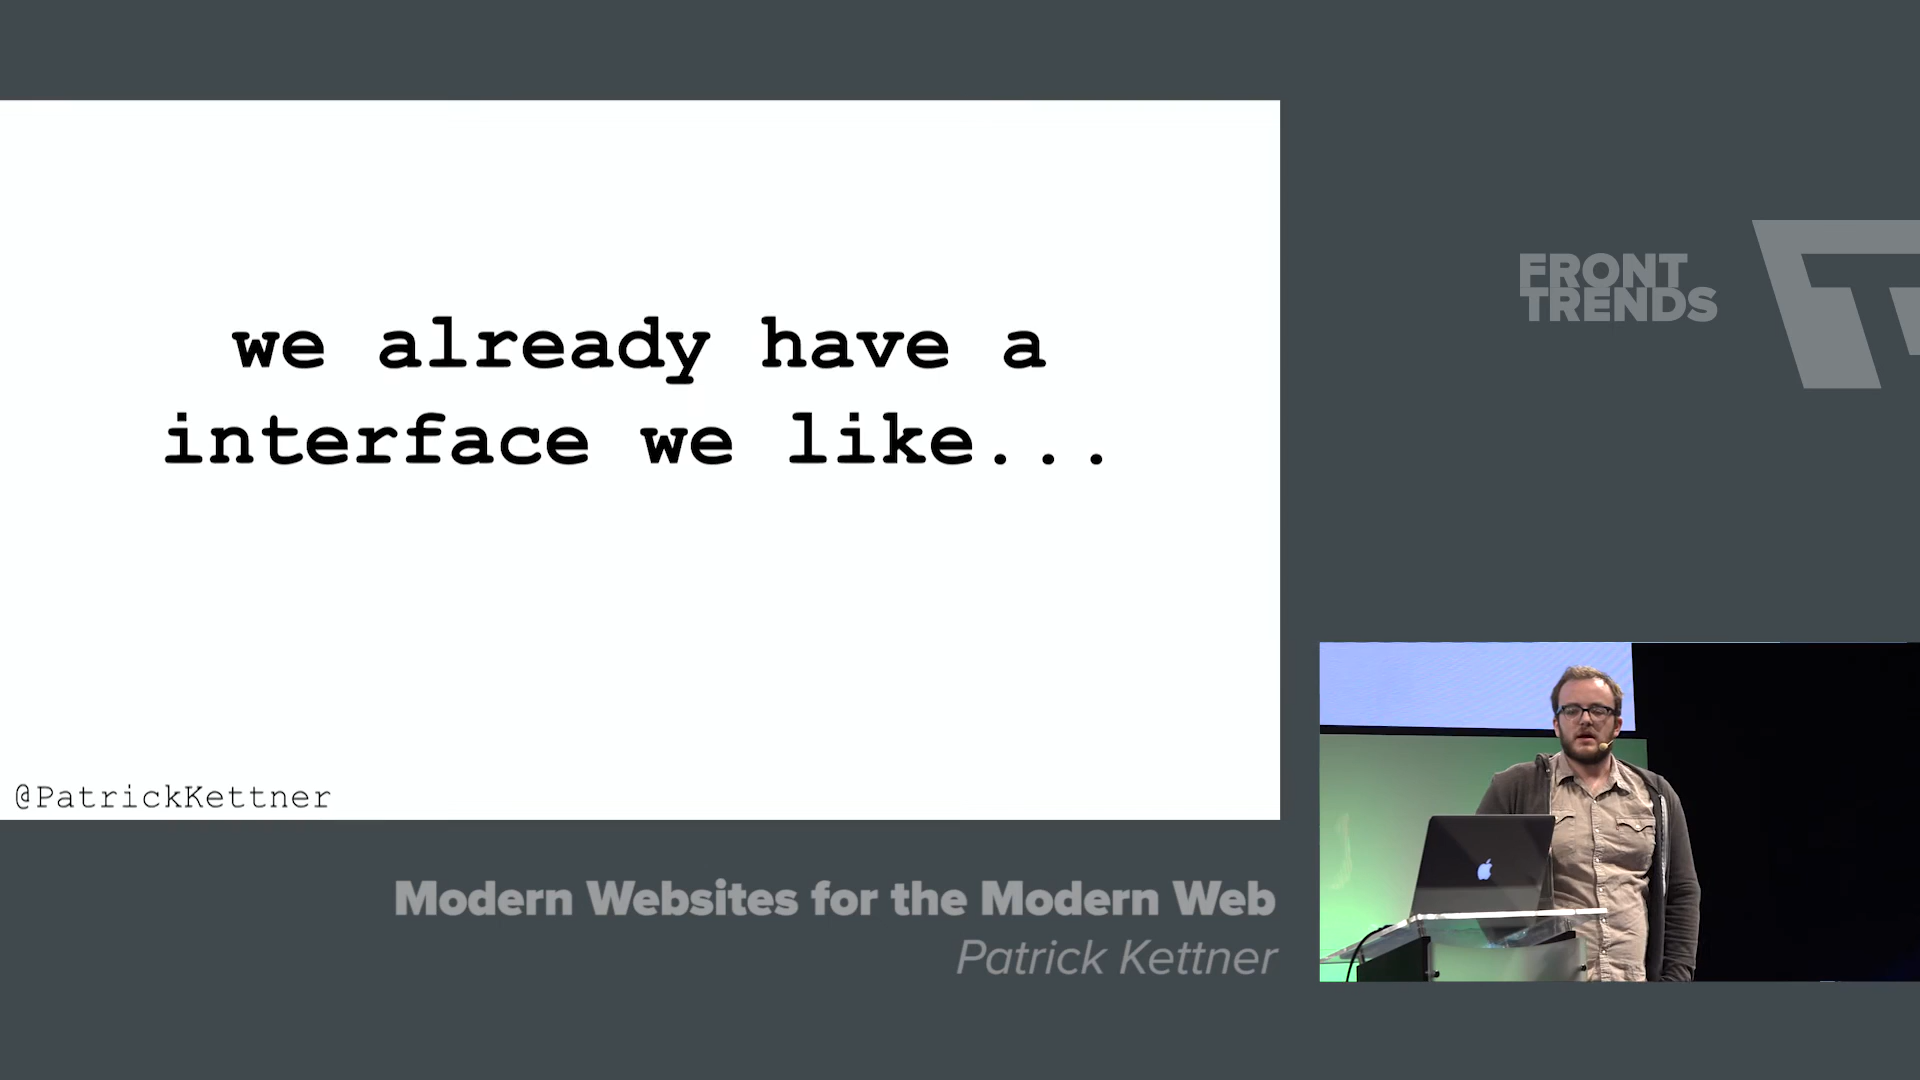 we already have a
interface we like...
@PatrickKettner
FRONT
TRENDS
Modern Websites for the Modern Web
Patrick Kettner